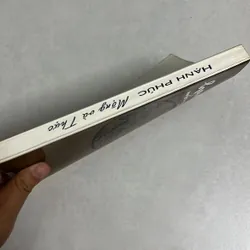 HẠNH PHÚC
Mộng và Thực